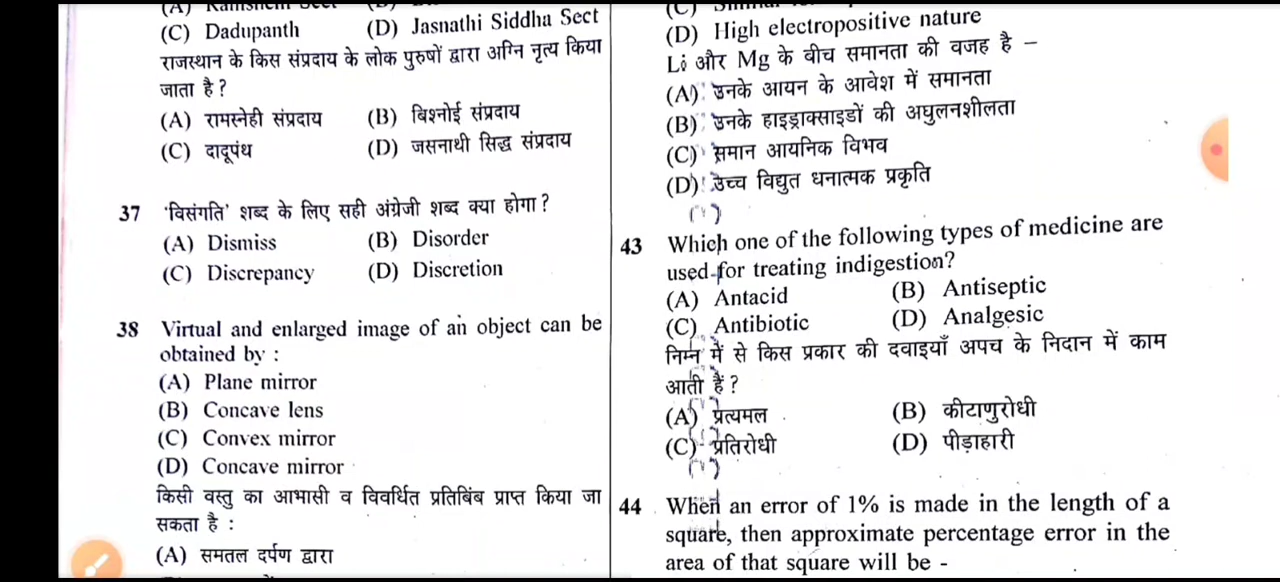 (C) Dadupanth (D) Jasnathi Siddha Sect
राजस्थान के किस संप्रदाय के लोक पुरुषों द्वारा अग्नि नृत्य किया
जाता है ?
(A) रामस्नेही संप्रदाय (B) बिश्नोई संप्रदाय
(C) दादूपंथ (D) जसनाथी सिद्ध संप्रदाय
37 'विसंगति' शब्द के लिए सही अंग्रेजी शब्द क्या होगा ?
(A) Dismiss (B) Disorder
(C) Discrepancy (D) Discretion
38 Virtual and enlarged image of an object can be
obtained by :
(A) Plane mirror
(B) Concave lens
(C) Convex mirror
(D) Concave mirror
किसी वस्तु का आभासी व विवर्धित प्रतिबिंब प्राप्त किया जा
सकता है :
(A) समतल दर्पण द्वारा
(D) High electropositive nature
Li और Mg के बीच समानता की वजह है –
(A) उनके आयन के आवेश में समानता
(B) उनके हाइड्राक्साइडों की अघुलनशीलता
(C) समान आयनिक विभव
(D) उच्च विद्युत धनात्मक प्रकृति
43 Which one of the following types of medicine are
used for treating indigestion?
(A) Antacid (B) Antiseptic
(C) Antibiotic (D) Analgesic
निम्न में से किस प्रकार की दवाइयाँ अपच के निदान में काम
आती हैं ?
(A) प्रत्यमल (B) कीटाणुरोधी
(C) प्रतिरोधी (D) पीड़ाहारी
44 When an error of 1% is made in the length of a
square, then approximate percentage error in the
area of that square will be -